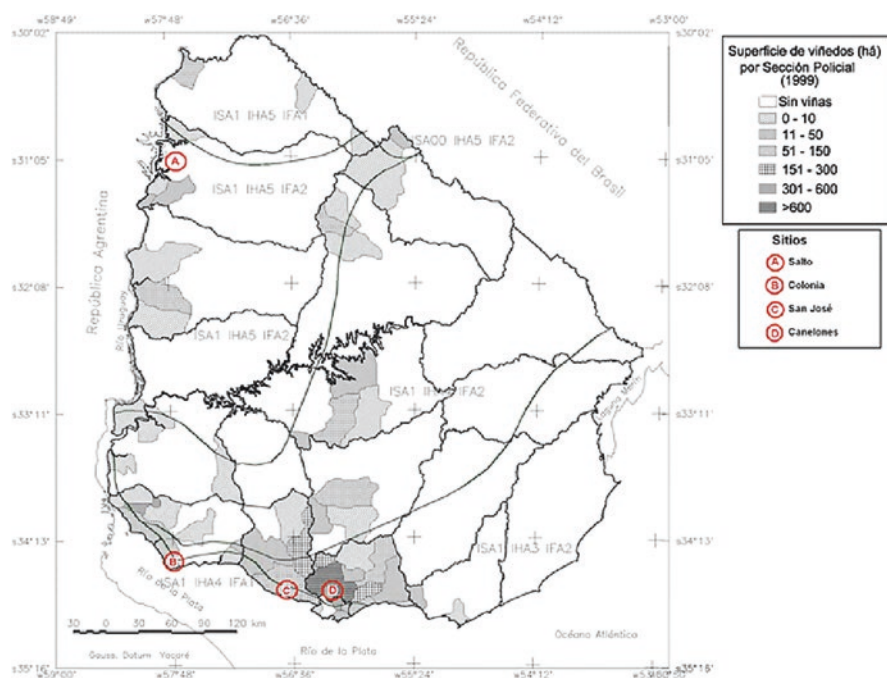 w58°49' w57°48' w56°36' w55°24' w54°12' w53°00'
s30°02' s30°02'
República Federativa del Brasil
ISA1 IHA5 IFA1
ISA00 IHA5 IFA2
s31°05' s31°05'
A
ISA1 IHA5 IFA2
República Agrentina
s32°08' s32°08'
Río Uruguay
ISA1 IHA5 IFA2
s33°11' s33°11'
Laguna Merín
s34°13' s34°13'
ISA1 IHA3 IFA2
B
ISA1 IHA4 IFA1
Río de la Plata
C
D
30 0 30 60 90 120 km
Océano Atlántico
Río de la Plata
Gauss. Datum Yacaré
s35°16' s35°16'
w59°00' w57°48' w56°36' w55°24' w54°12'
Superficie de viñedos (há)
por Sección Policial
(1999)
Sin viñas
0 - 10
11 - 50
51 - 150
151 - 300
301 - 600
>600
Sitios
A Salto
B Colonia
C San José
D Canelones